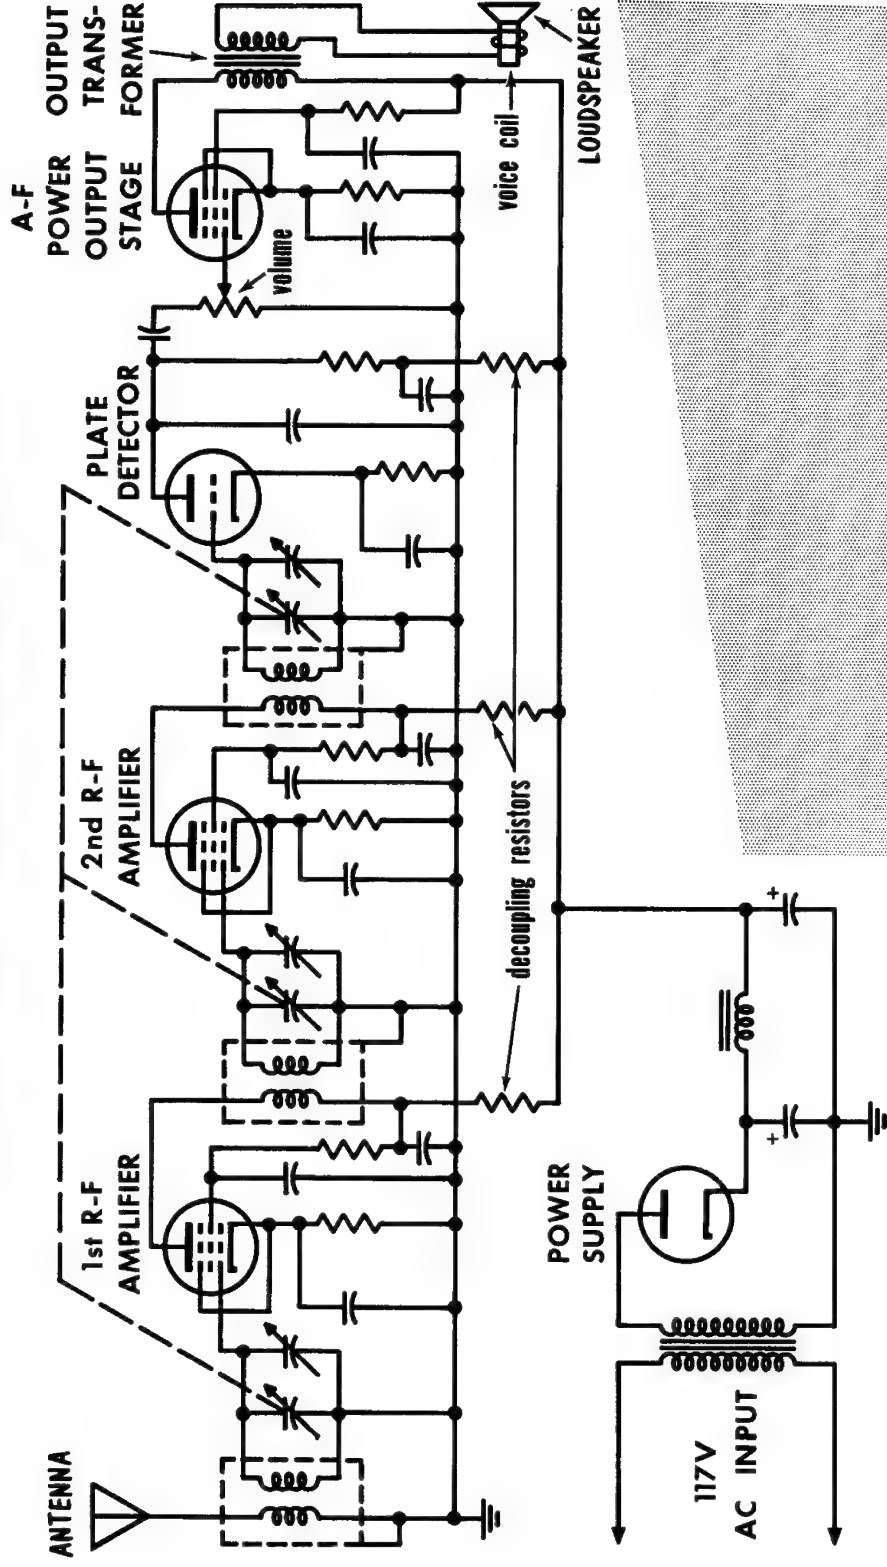 ANTENNA
1st R-F
AMPLIFIER
2nd R-F
AMPLIFIER
PLATE
DETECTOR
A-F
POWER
OUTPUT
STAGE
OUTPUT
TRANS-
FORMER
volume
voice coil
LOUDSPEAKER
decoupling resistors
POWER
SUPPLY
117V
AC INPUT
+
+